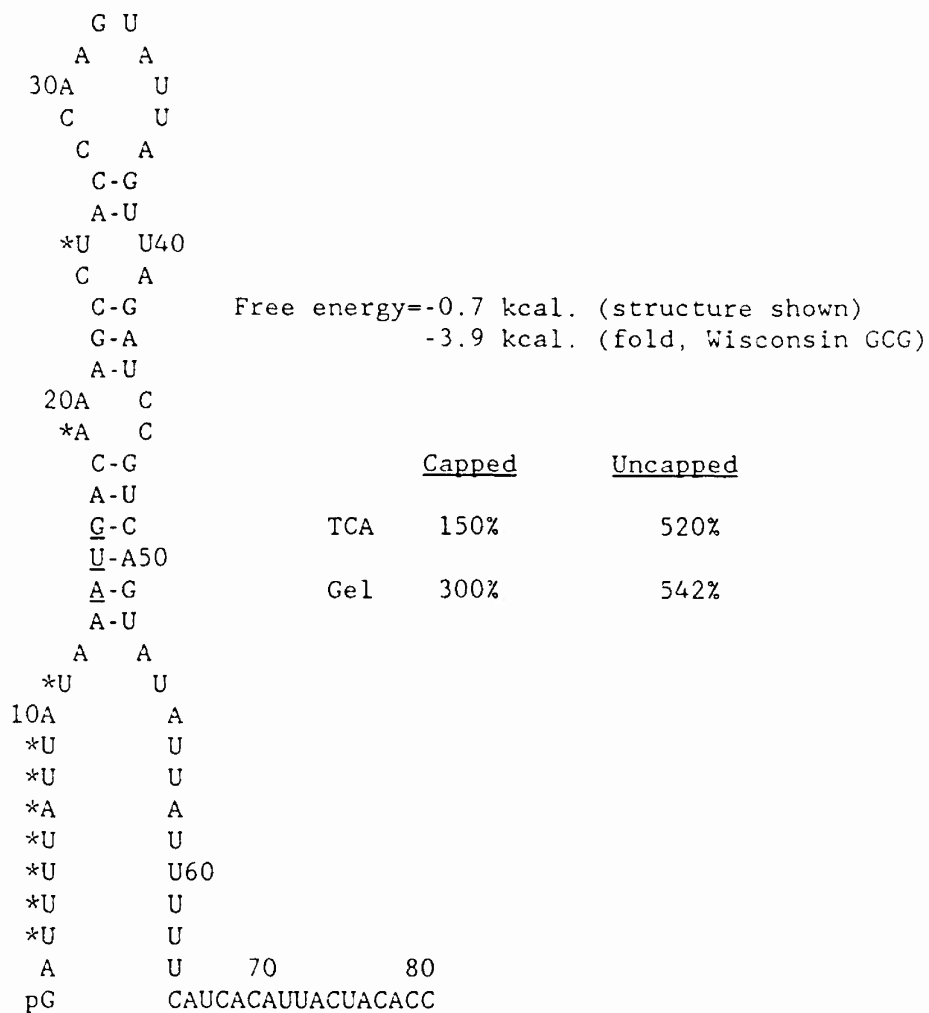 G U
A A
30A U
C U
C A
C-G
A-U
*U U40
C A
C-G Free energy=-0.7 kcal. (structure shown)
G-A -3.9 kcal. (fold, Wisconsin GCG)
A-U
20A C
*A C
C-G Capped Uncapped
A-U
G-C TCA 150% 520%
U-A50
A-G Gel 300% 542%
A-U
A A
*U U
10A A
*U U
*U U
*A A
*U U
*U U60
*U U
*U U
A U 70 80
pG CAUCACAUUACUACACC